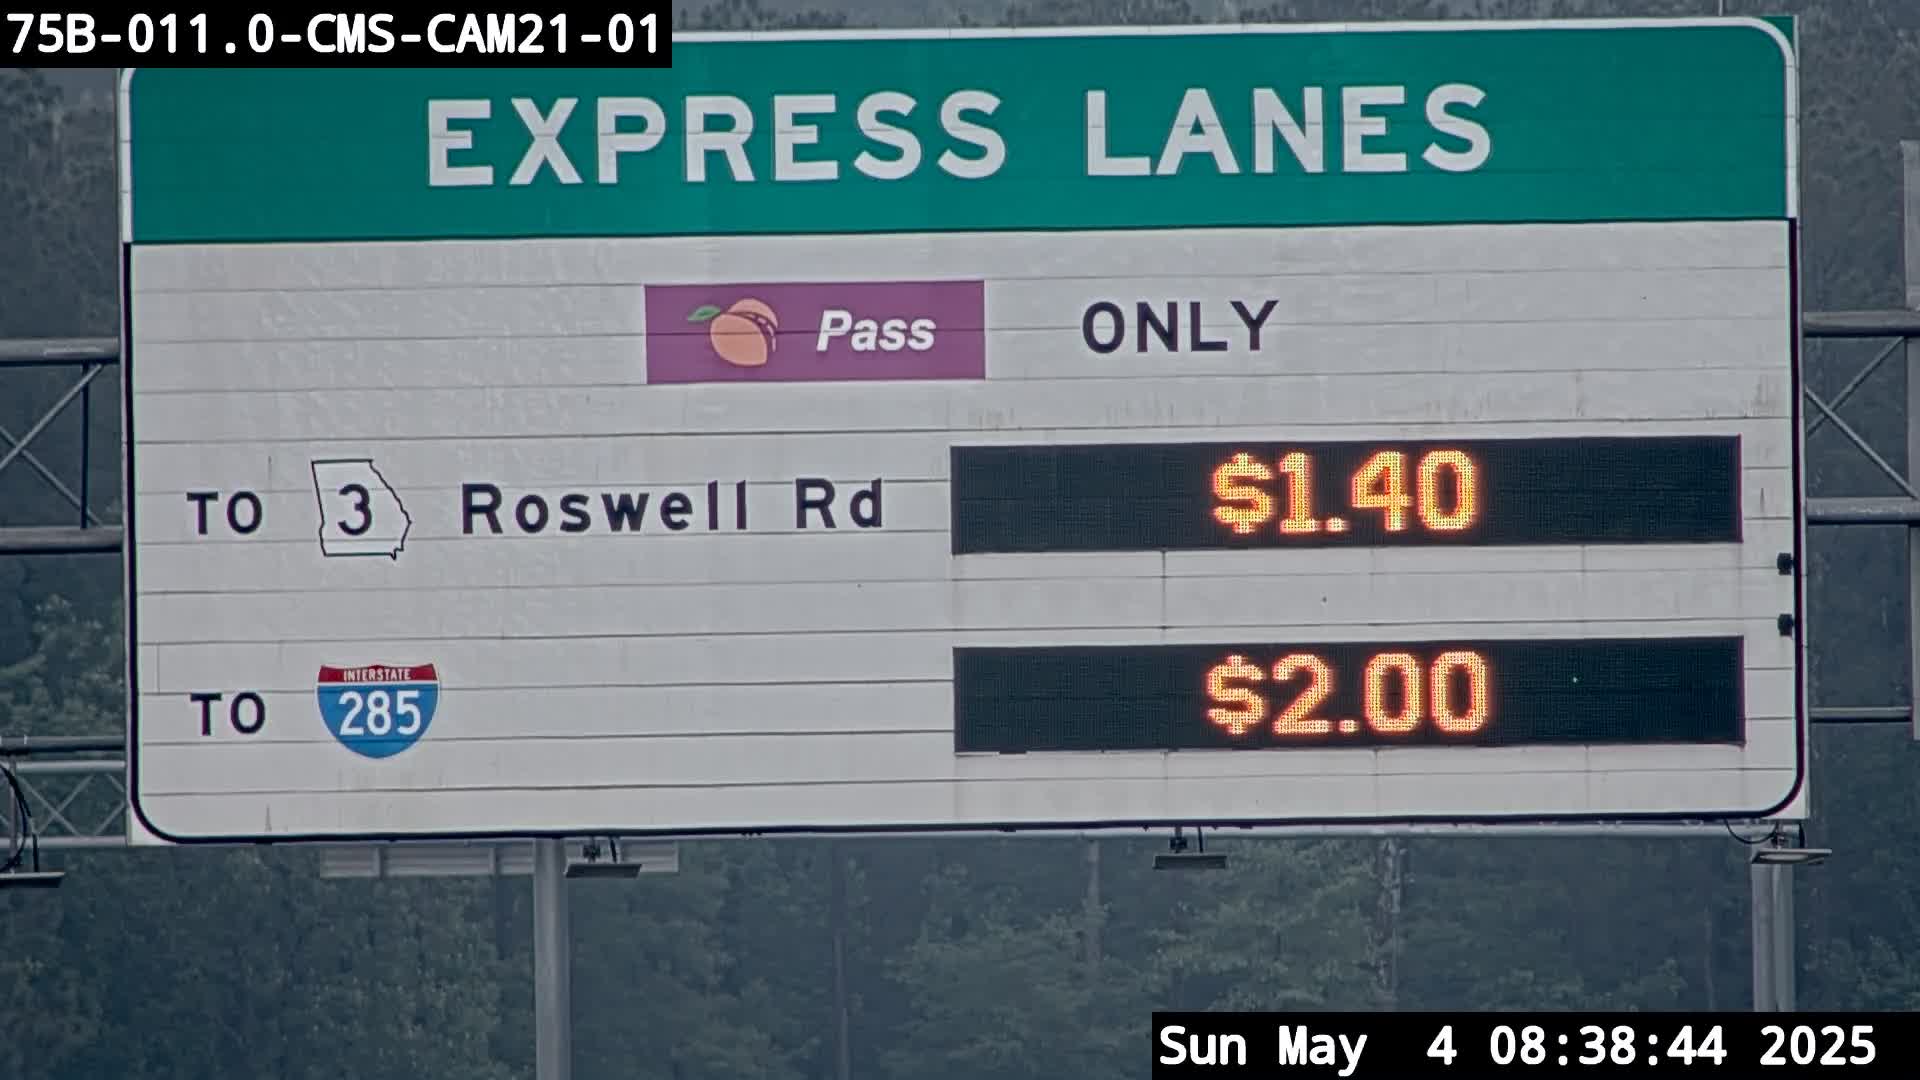 75B-011.0-CMS-CAM21-01
EXPRESS LANES
Pass ONLY
TO 3 Roswell Rd $1.40
INTERSTATE
TO 285 $2.00
Sun May 4 08:38:44 2025